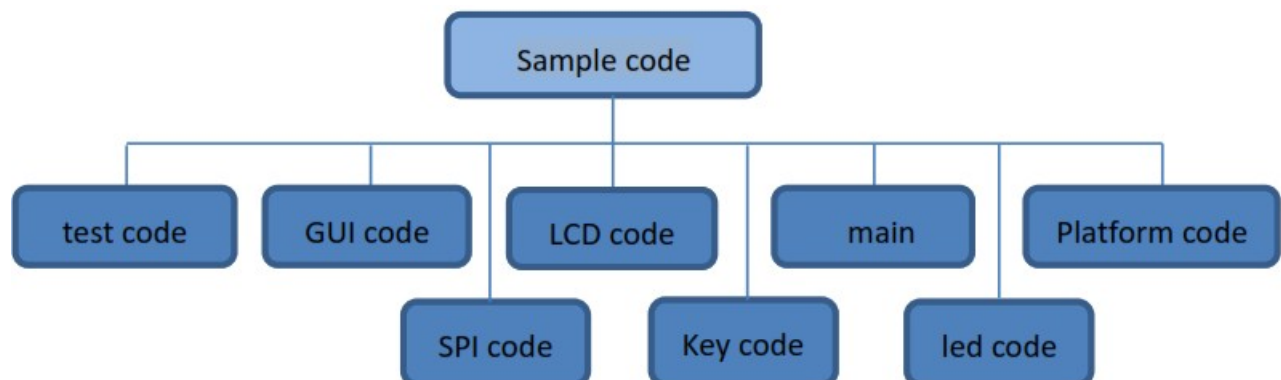 Sample code
test code
GUI code
LCD code
main
Platform code
SPI code
Key code
led code